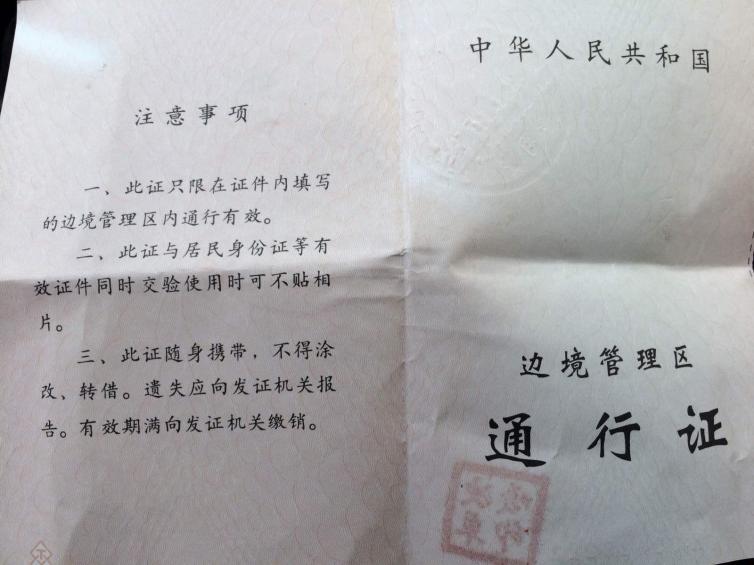 注意事项
一、此证只限在证件内填写
的边境管理区内通行有效。
二、此证与居民身份证等有
效证件同时交验使用时可不贴相
片。
三、此证随身携带，不得涂
改、转借。遗失应向发证机关报
告。有效期满向发证机关缴销。
中华人民共和国
边境管理区
通行证